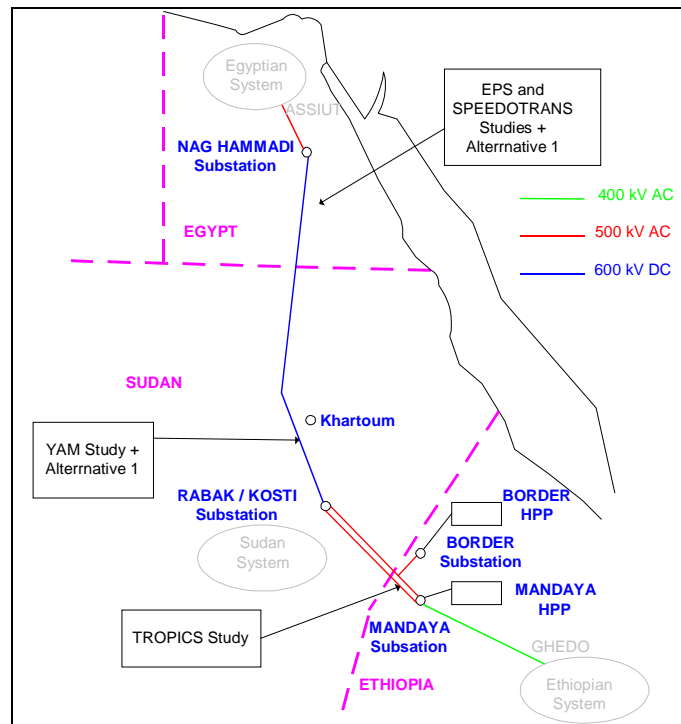 Egyptian
System
ASSIUT
EPS and
SPEEDOTRANS
Studies +
Alterrnative 1
NAG HAMMADI
Substation
400 kV AC
500 kV AC
600 kV DC
EGYPT
SUDAN
Khartoum
YAM Study +
Alterrnative 1
RABAK / KOSTI
Substation
BORDER
HPP
Sudan
System
BORDER
Substation
MANDAYA
HPP
TROPICS Study
MANDAYA
Subsation
GHEDO
ETHIOPIA
Ethiopian
System